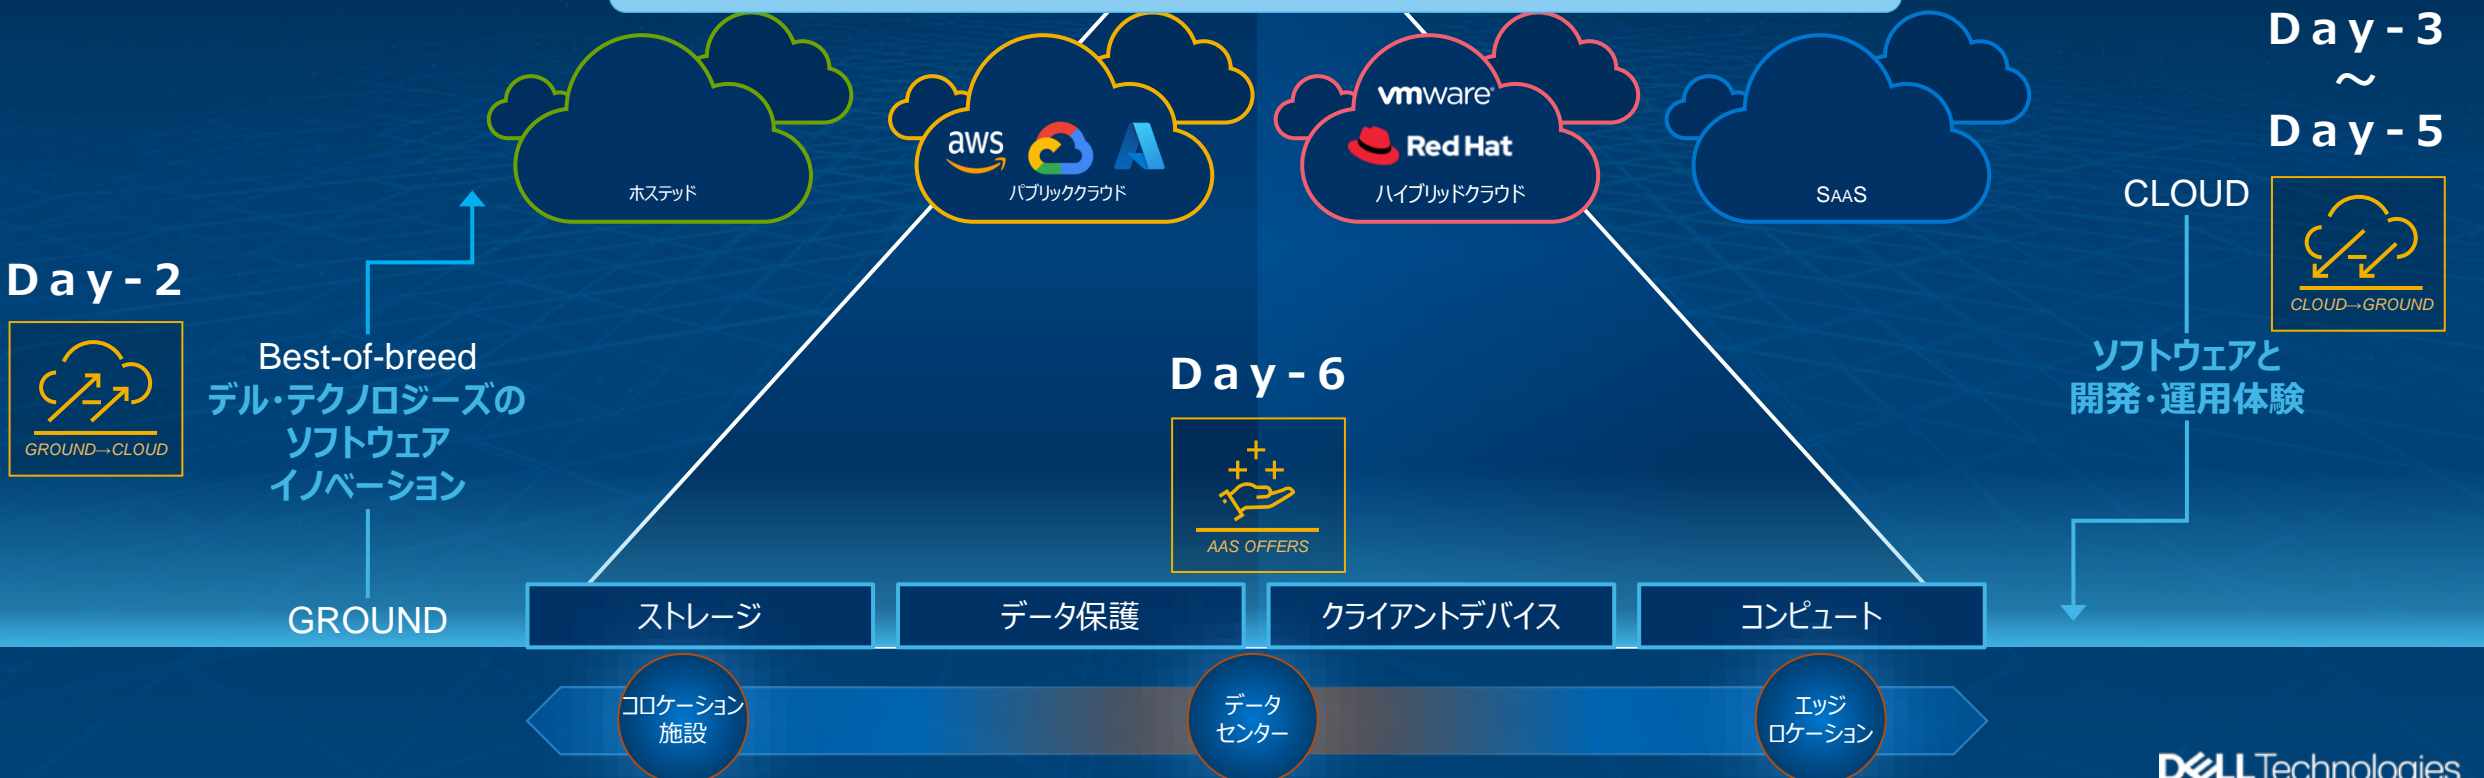 Day-3
～
Day-5
vmware®
aws
Red Hat
ホステッド
パブリッククラウド
ハイブリッドクラウド
SAAS
CLOUD
CLOUD→GROUND
Day-2
GROUND→CLOUD
Best-of-breed
デル・テクノロジーズの
ソフトウェア
イノベーション
ソフトウェアと
開発・運用体験
Day-6
AAS OFFERS
GROUND
ストレージ
データ保護
クライアントデバイス
コンピュート
コロケーション
施設
データ
センター
エッジ
ロケーション
DELL Technologies